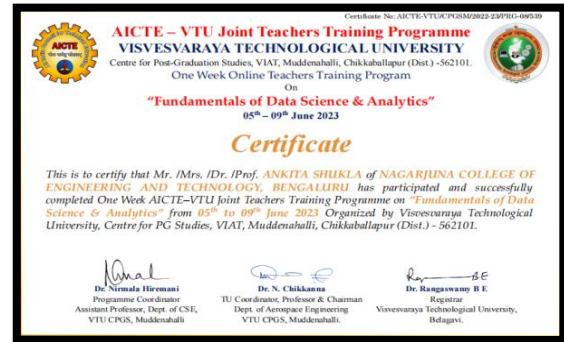 Certificate No: AICTE-VTU/CPGSM/2022-23/PRG-08/539
AICTE – VTU Joint Teachers Training Programme
VISVESVARAYA TECHNOLOGICAL UNIVERSITY
Centre for Post-Graduation Studies, VIAT, Muddenahalli, Chikkaballapur (Dist.) -562101.
One Week Online Teachers Training Program
On
“Fundamentals of Data Science & Analytics”
05th – 09th June 2023
AICTE
Certificate
This is to certify that Mr. /Mrs. /Dr. /Prof. ANKITA SHUKLA of NAGARJUNA COLLEGE OF
ENGINEERING AND TECHNOLOGY, BENGALURU has participated and successfully
completed One Week AICTE–VTU Joint Teachers Training Programme on “Fundamentals of Data
Science & Analytics” from 05th to 09th June 2023 Organized by Visvesvaraya Technological
University, Centre for PG Studies, VIAT, Muddenahalli, Chikkaballapur (Dist.) - 562101.
Dr. Nirmala Hiremani
Programme Coordinator
Assistant Professor, Dept. of CSE,
VTU CPGS, Muddenahalli
Dr. N. Chikkanna
TU Coordinator, Professor & Chairman
Dept. of Aerospace Engineering
VTU CPGS, Muddenahalli.
Dr. Rangaswamy B E
Registrar
Visvesvaraya Technological University,
Belagavi.